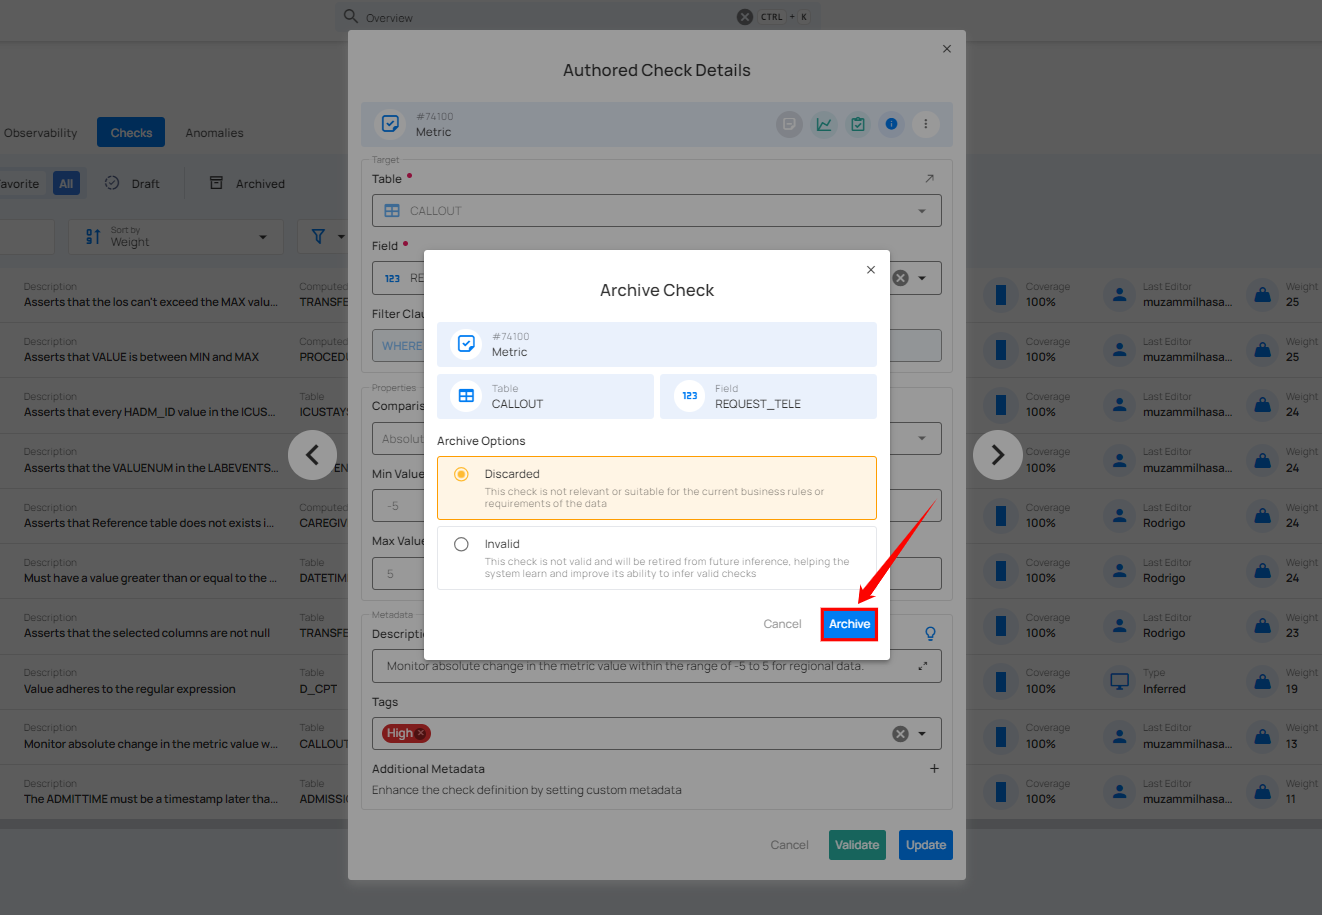 Overview
CTRL + K
Authored Check Details
#74100
Metric
Observability
Checks
Anomalies
avorite
All
Draft
Archived
Sort by
Weight
Target
Table
CALLOUT
Field
123
Filter Clau
WHERE
Properties
Comparis
Absolut
Min Value
-5
Max Value
5
Metadata
Descripti
Monitor absolute change in the metric value within the range of -5 to 5 for regional data.
Tags
High
Additional Metadata
Enhance the check definition by setting custom metadata
Cancel
Validate
Update
Archive Check
#74100
Metric
Table
CALLOUT
Field
123
REQUEST_TELE
Archive Options
Discarded
This check is not relevant or suitable for the current business rules or
requirements of the data
Invalid
This check is not valid and will be retired from future inference, helping the
system learn and improve its ability to infer valid checks
Cancel
Archive
Description
Asserts that the los can't exceed the MAX valu...
Computed
TRANSFE
Coverage
100%
Last Editor
muzammilhasa...
Weight
25
Description
Asserts that VALUE is between MIN and MAX
Computed
PROCEDU
Coverage
100%
Last Editor
muzammilhasa...
Weight
25
Description
Asserts that every HADM_ID value in the ICUS...
Table
ICUSTAYS
Coverage
100%
Last Editor
muzammilhasa...
Weight
24
Description
Asserts that the VALUENUM in the LABEVENTS...
Coverage
100%
Last Editor
muzammilhasa...
Weight
24
Description
Asserts that Reference table does not exists i...
Computed
CAREGIV
Coverage
100%
Last Editor
Rodrigo
Weight
24
Description
Must have a value greater than or equal to the ...
Table
DATETIM
Coverage
100%
Last Editor
Rodrigo
Weight
24
Description
Asserts that the selected columns are not null
Table
TRANSFE
Coverage
100%
Last Editor
Rodrigo
Weight
23
Description
Value adheres to the regular expression
Table
D_CPT
Coverage
100%
Type
Inferred
Weight
19
Description
Monitor absolute change in the metric value w...
Table
CALLOUT
Coverage
100%
Last Editor
muzammilhasa...
Weight
13
Description
The ADMITTIME must be a timestamp later tha...
Table
ADMISSI
Coverage
100%
Last Editor
muzammilhasa...
Weight
11